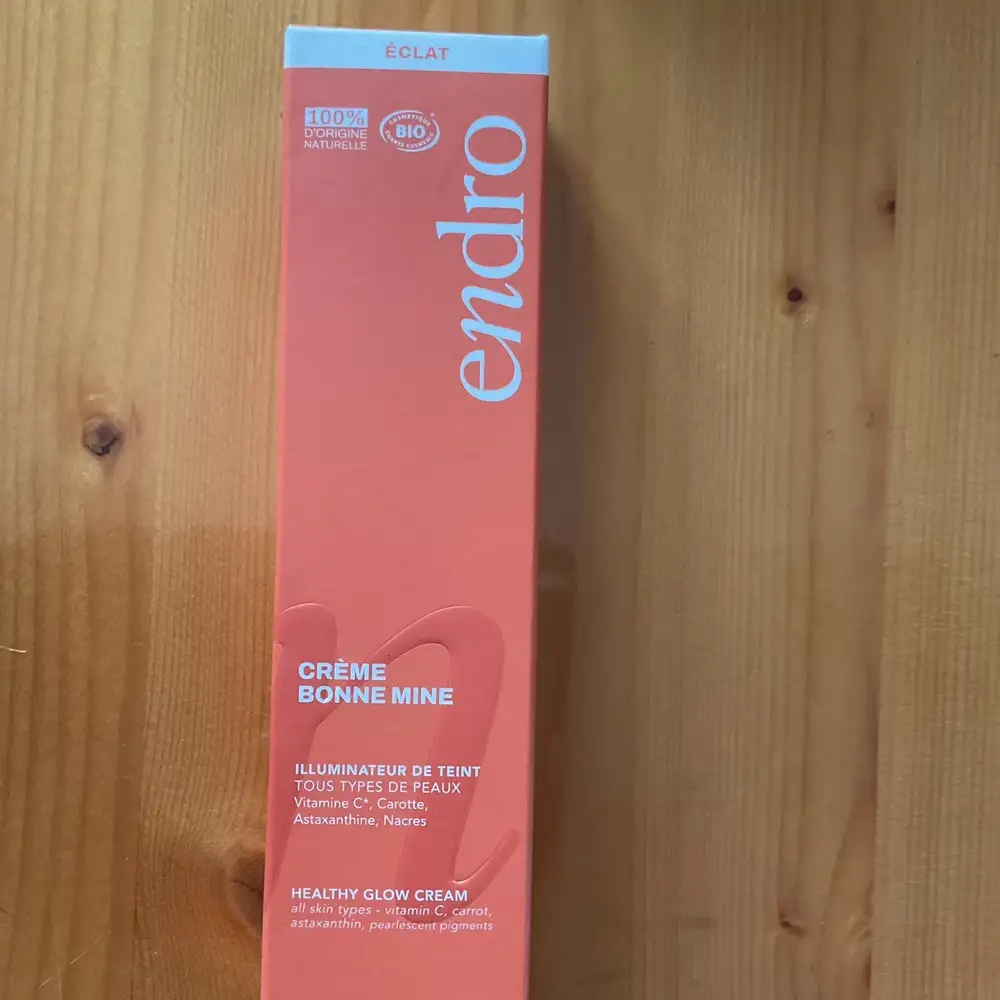 ÉCLAT
100%
D'ORIGINE
NATURELLE
COSMETIQUE
BIO
endro
CRÈME
BONNE MINE
ILLUMINATEUR DE TEINT
TOUS TYPES DE PEAUX
Vitamine C*, Carotte,
Astaxanthine, Nacres
HEALTHY GLOW CREAM
all skin types - vitamin C, carrot,
astaxanthin, pearlescent pigments